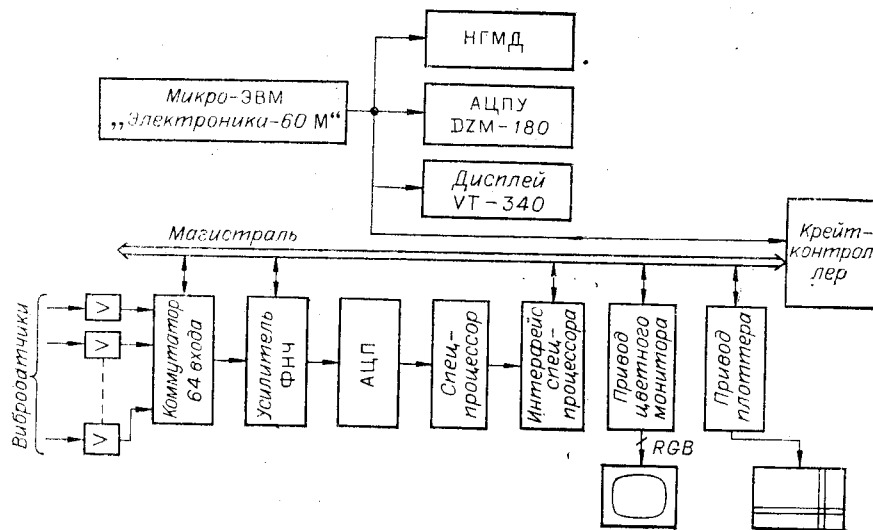 НГМД
Микро-ЭВМ
„Электроника-60 М“
АЦПУ
DZM-180
Дисплей
VT-340
Крейт-
контрол
лер
Магистраль
Вибродатчики
V
V
V
Коммутатор
64 входа
Усилитель
ФНЧ
АЦП
Спец-
процессор
Интерфейс
спец-
процессора
Привод
цветного
монитора
Привод
плоттера
RGB